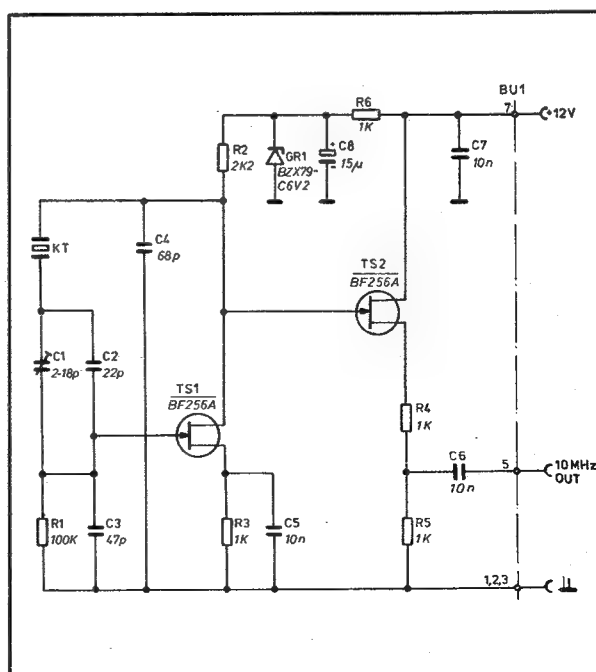 BU1
R6
1K
7
+12V
R2
2K2
GR1
BZX79-
C6V2
+
C8
15µ
C7
10n
KT
C4
68p
TS2
BF256A
C1
2-18p
C2
22p
TS1
BF256A
R4
1K
C6
10n
5
10MHz
OUT
R1
100K
C3
47p
R3
1K
C5
10n
R5
1K
1,2,3